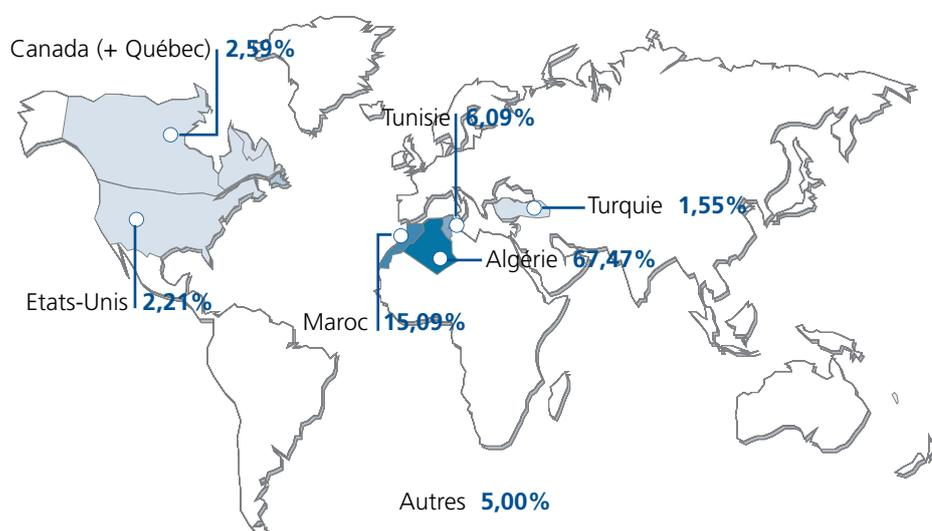 Canada (+ Québec) 2,59%
Tunisie 6,09%
Turquie 1,55%
Algérie 67,47%
Etats-Unis 2,21%
Maroc 15,09%
Autres 5,00%